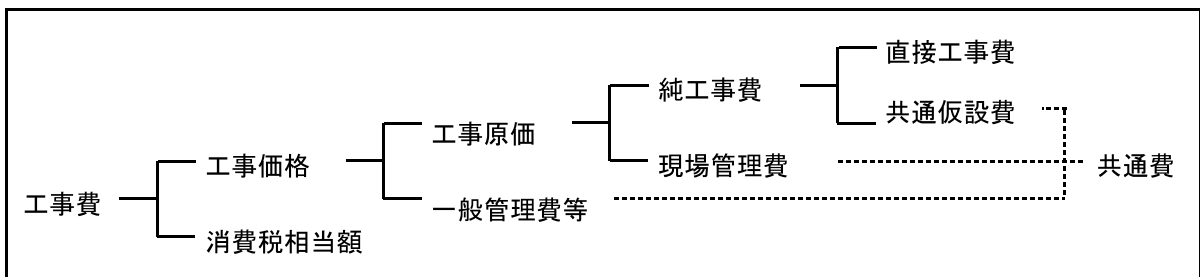 直接工事費
純工事費
共通仮設費
工事原価
工事価格
現場管理費
共通費
工事費
一般管理費等
消費税相当額